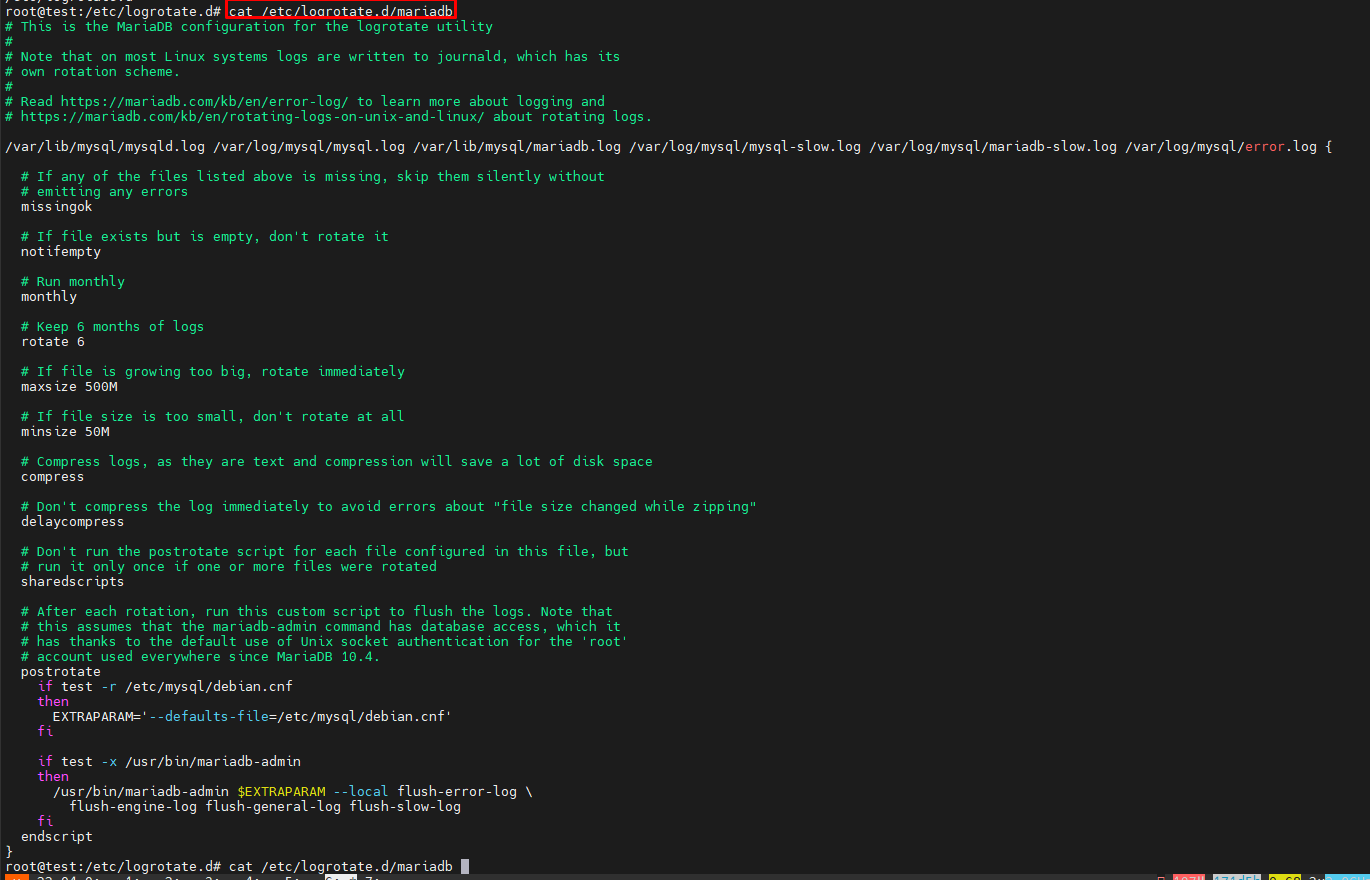 root@test:/etc/logrotate.d# cat /etc/logrotate.d/mariadb
# This is the MariaDB configuration for the logrotate utility
#
# Note that on most Linux systems logs are written to journald, which has its
# own rotation scheme.
#
# Read https://mariadb.com/kb/en/error-log/ to learn more about logging and
# https://mariadb.com/kb/en/rotating-logs-on-unix-and-linux/ about rotating logs.
/var/lib/mysql/mysqld.log /var/log/mysql/mysql.log /var/lib/mysql/mariadb.log /var/log/mysql/mysql-slow.log /var/log/mysql/mariadb-slow.log /var/log/mysql/error.log {
# If any of the files listed above is missing, skip them silently without
# emitting any errors
missingok
# If file exists but is empty, don't rotate it
notifempty
# Run monthly
monthly
# Keep 6 months of logs
rotate 6
# If file is growing too big, rotate immediately
maxsize 500M
# If file size is too small, don't rotate at all
minsize 50M
# Compress logs, as they are text and compression will save a lot of disk space
compress
# Don't compress the log immediately to avoid errors about "file size changed while zipping"
delaycompress
# Don't run the postrotate script for each file configured in this file, but
# run it only once if one or more files were rotated
sharedscripts
# After each rotation, run this custom script to flush the logs. Note that
# this assumes that the mariadb-admin command has database access, which it
# has thanks to the default use of Unix socket authentication for the 'root'
# account used everywhere since MariaDB 10.4.
postrotate
if test -r /etc/mysql/debian.cnf
then
EXTRAPARAM='--defaults-file=/etc/mysql/debian.cnf'
fi
if test -x /usr/bin/mariadb-admin
then
/usr/bin/mariadb-admin $EXTRAPARAM --local flush-error-log \
flush-engine-log flush-general-log flush-slow-log
fi
endscript
}
root@test:/etc/logrotate.d# cat /etc/logrotate.d/mariadb